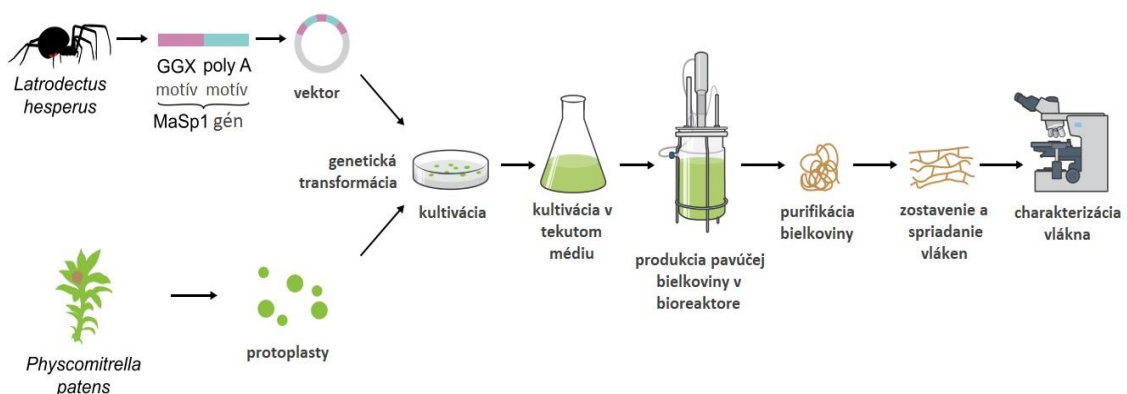 Latrodectus
hesperus
GGX poly A
motív motív
MaSp1 gén
vektor
genetická
transformácia
kultivácia
kultivácia v
tekutom
médiu
produkcia pavúčej
bielkoviny v
bioreaktore
purifikácia
bielkoviny
zostavenie a
spriadanie
vláken
charakterizácia
vlákna
Physcomitrella
patens
protoplasty